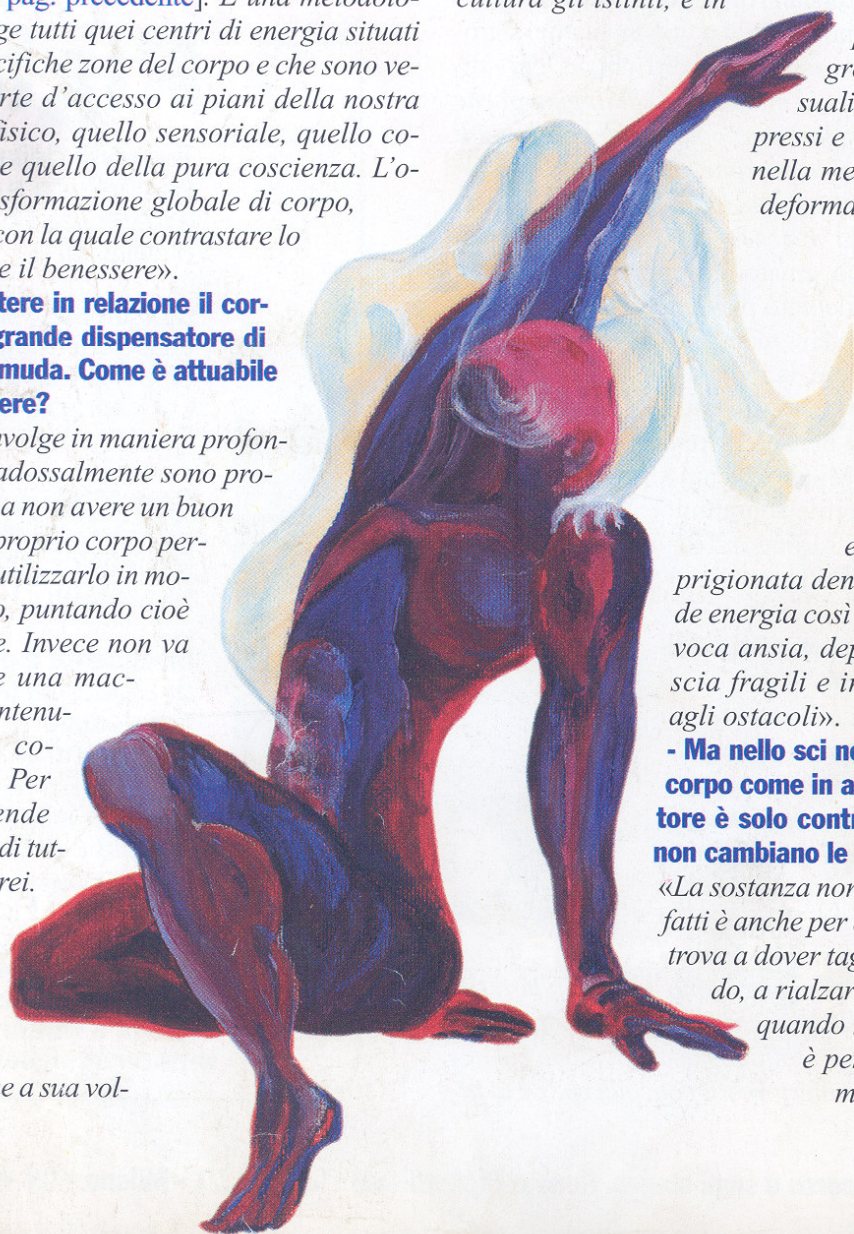 pag. precedente]. È una metodolo-
ge tutti quei centri di energia situati
cifiche zone del corpo e che sono ve-
rte d'accesso ai piani della nostra
isico, quello sensoriale, quello co-
e quello della pura coscienza. L'o-
sformazione globale di corpo,
con la quale contrastare lo
e il benessere».
tere in relazione il cor-
grande dispensatore di
muda. Come è attuabile
ere?
volge in maniera profon-
adossalmente sono pro-
a non avere un buon
proprio corpo per-
utilizzarlo in mo-
o, puntando cioè
e. Invece non va
e una mac-
ntenu-
co-
Per
ende
di tut-
rei.
e a sua vol-
cultura gli istinti, e in
gra
suali
pressi e
nella me
deforma
e
prigionata den
de energia così
voca ansia, dep
scia fragili e in
agli ostacoli».
- Ma nello sci no
corpo come in a
tore è solo contr
non cambiano le
«La sostanza non
fatti è anche per
trova a dover tag
do, a rialzar
quando
è per
m